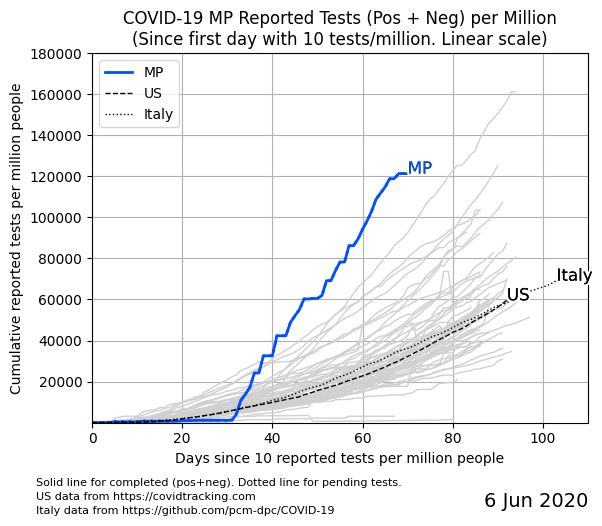 COVID-19 MP Reported Tests (Pos + Neg) per Million
(Since first day with 10 tests/million. Linear scale)
Cumulative reported tests per million people
180000
160000
140000
120000
100000
80000
60000
40000
20000
MP
US
Italy
MP
Italy
US
0
20
40
60
80
100
Days since 10 reported tests per million people
Solid line for completed (pos+neg). Dotted line for pending tests.
US data from https://covidtracking.com
Italy data from https://github.com/pcm-dpc/COVID-19
6 Jun 2020